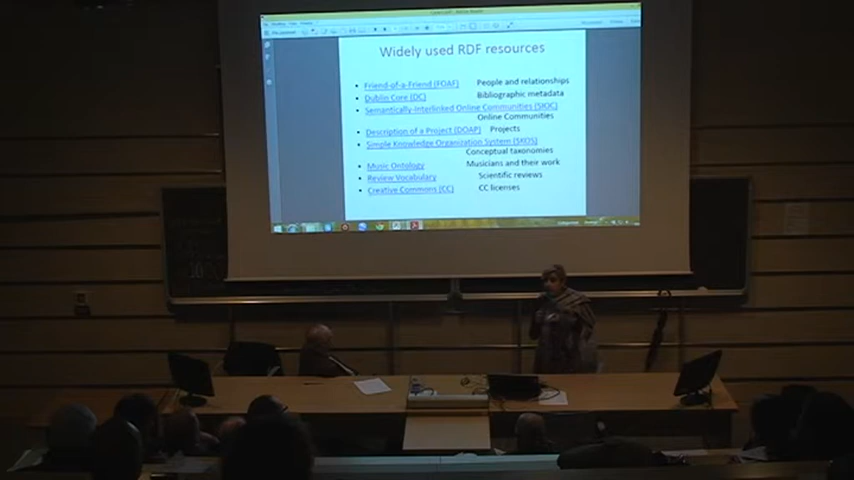 Widely used RDF resources
• Friend-of-a-Friend (FOAF) People and relationships
• Dublin Core (DC) Bibliographic metadata
• Semantically-Interlinked Online Communities (SIOC)
Online Communities
• Description of a Project (DOAP) Projects
• Simple Knowledge Organization System (SKOS)
Conceptual taxonomies
• Music Ontology Musicians and their work
• Review Vocabulary Scientific reviews
• Creative Commons (CC) CC licenses